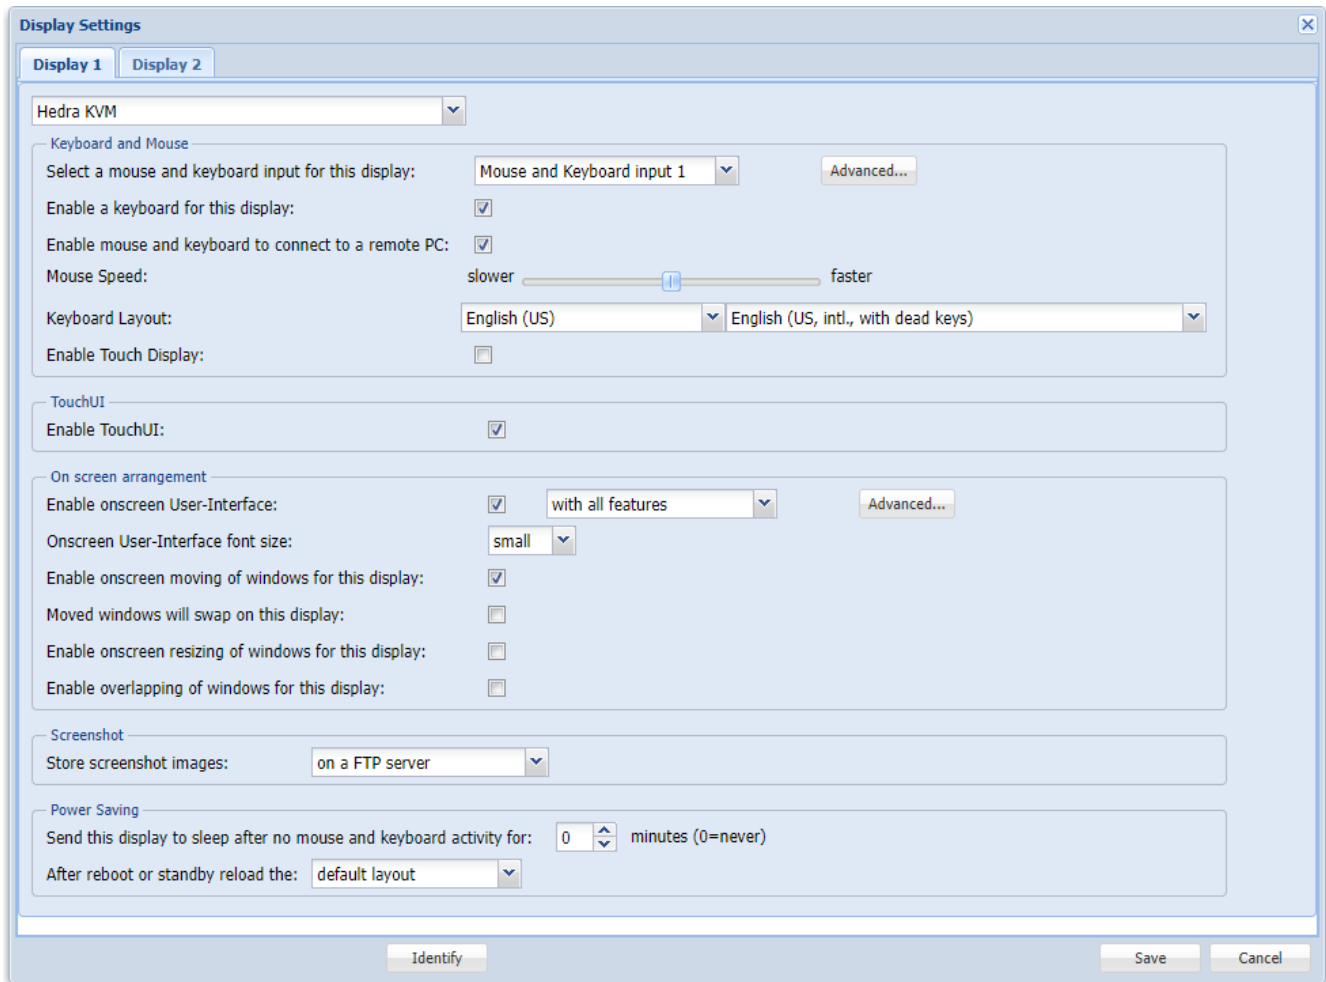 Display Settings
Display 1 Display 2
Hedra KVM
Keyboard and Mouse
Select a mouse and keyboard input for this display: Mouse and Keyboard input 1 Advanced...
Enable a keyboard for this display:
Enable mouse and keyboard to connect to a remote PC:
Mouse Speed: slower faster
Keyboard Layout: English (US) English (US, intl., with dead keys)
Enable Touch Display:
TouchUI
Enable TouchUI:
On screen arrangement
Enable onscreen User-Interface: with all features Advanced...
Onscreen User-Interface font size: small
Enable onscreen moving of windows for this display:
Moved windows will swap on this display:
Enable onscreen resizing of windows for this display:
Enable overlapping of windows for this display:
Screenshot
Store screenshot images: on a FTP server
Power Saving
Send this display to sleep after no mouse and keyboard activity for: 0 minutes (0=never)
After reboot or standby reload the: default layout
Identify Save Cancel